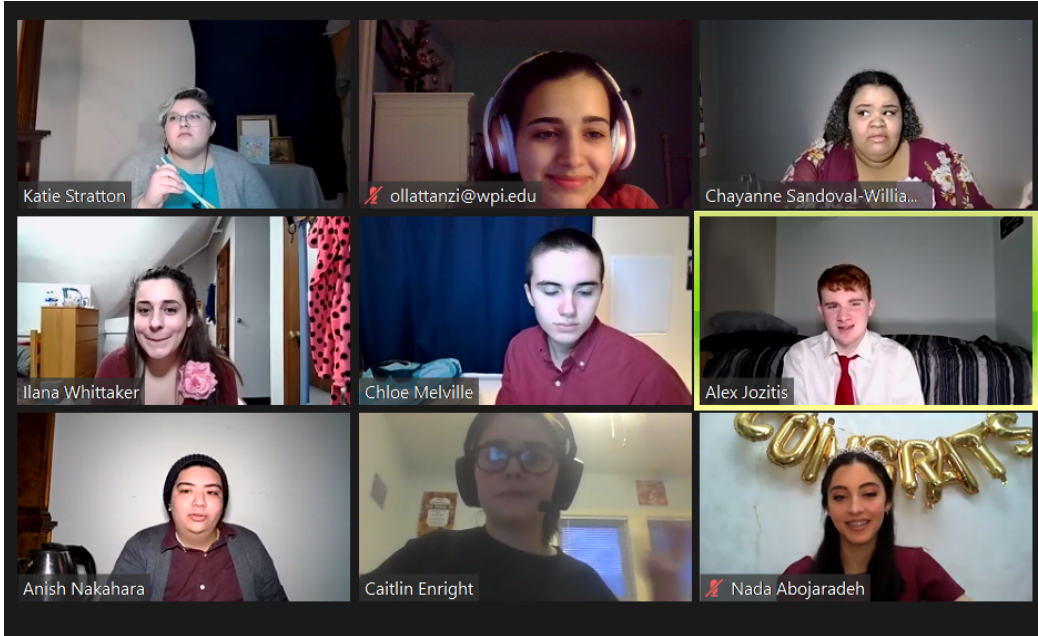 Katie Stratton
ollattanzi@wpi.edu
Chayanne Sandoval-Willia...
Ilana Whittaker
Chloe Melville
Alex Jozitis
CONGRATS
Anish Nakahara
Caitlin Enright
Nada Abojaradeh